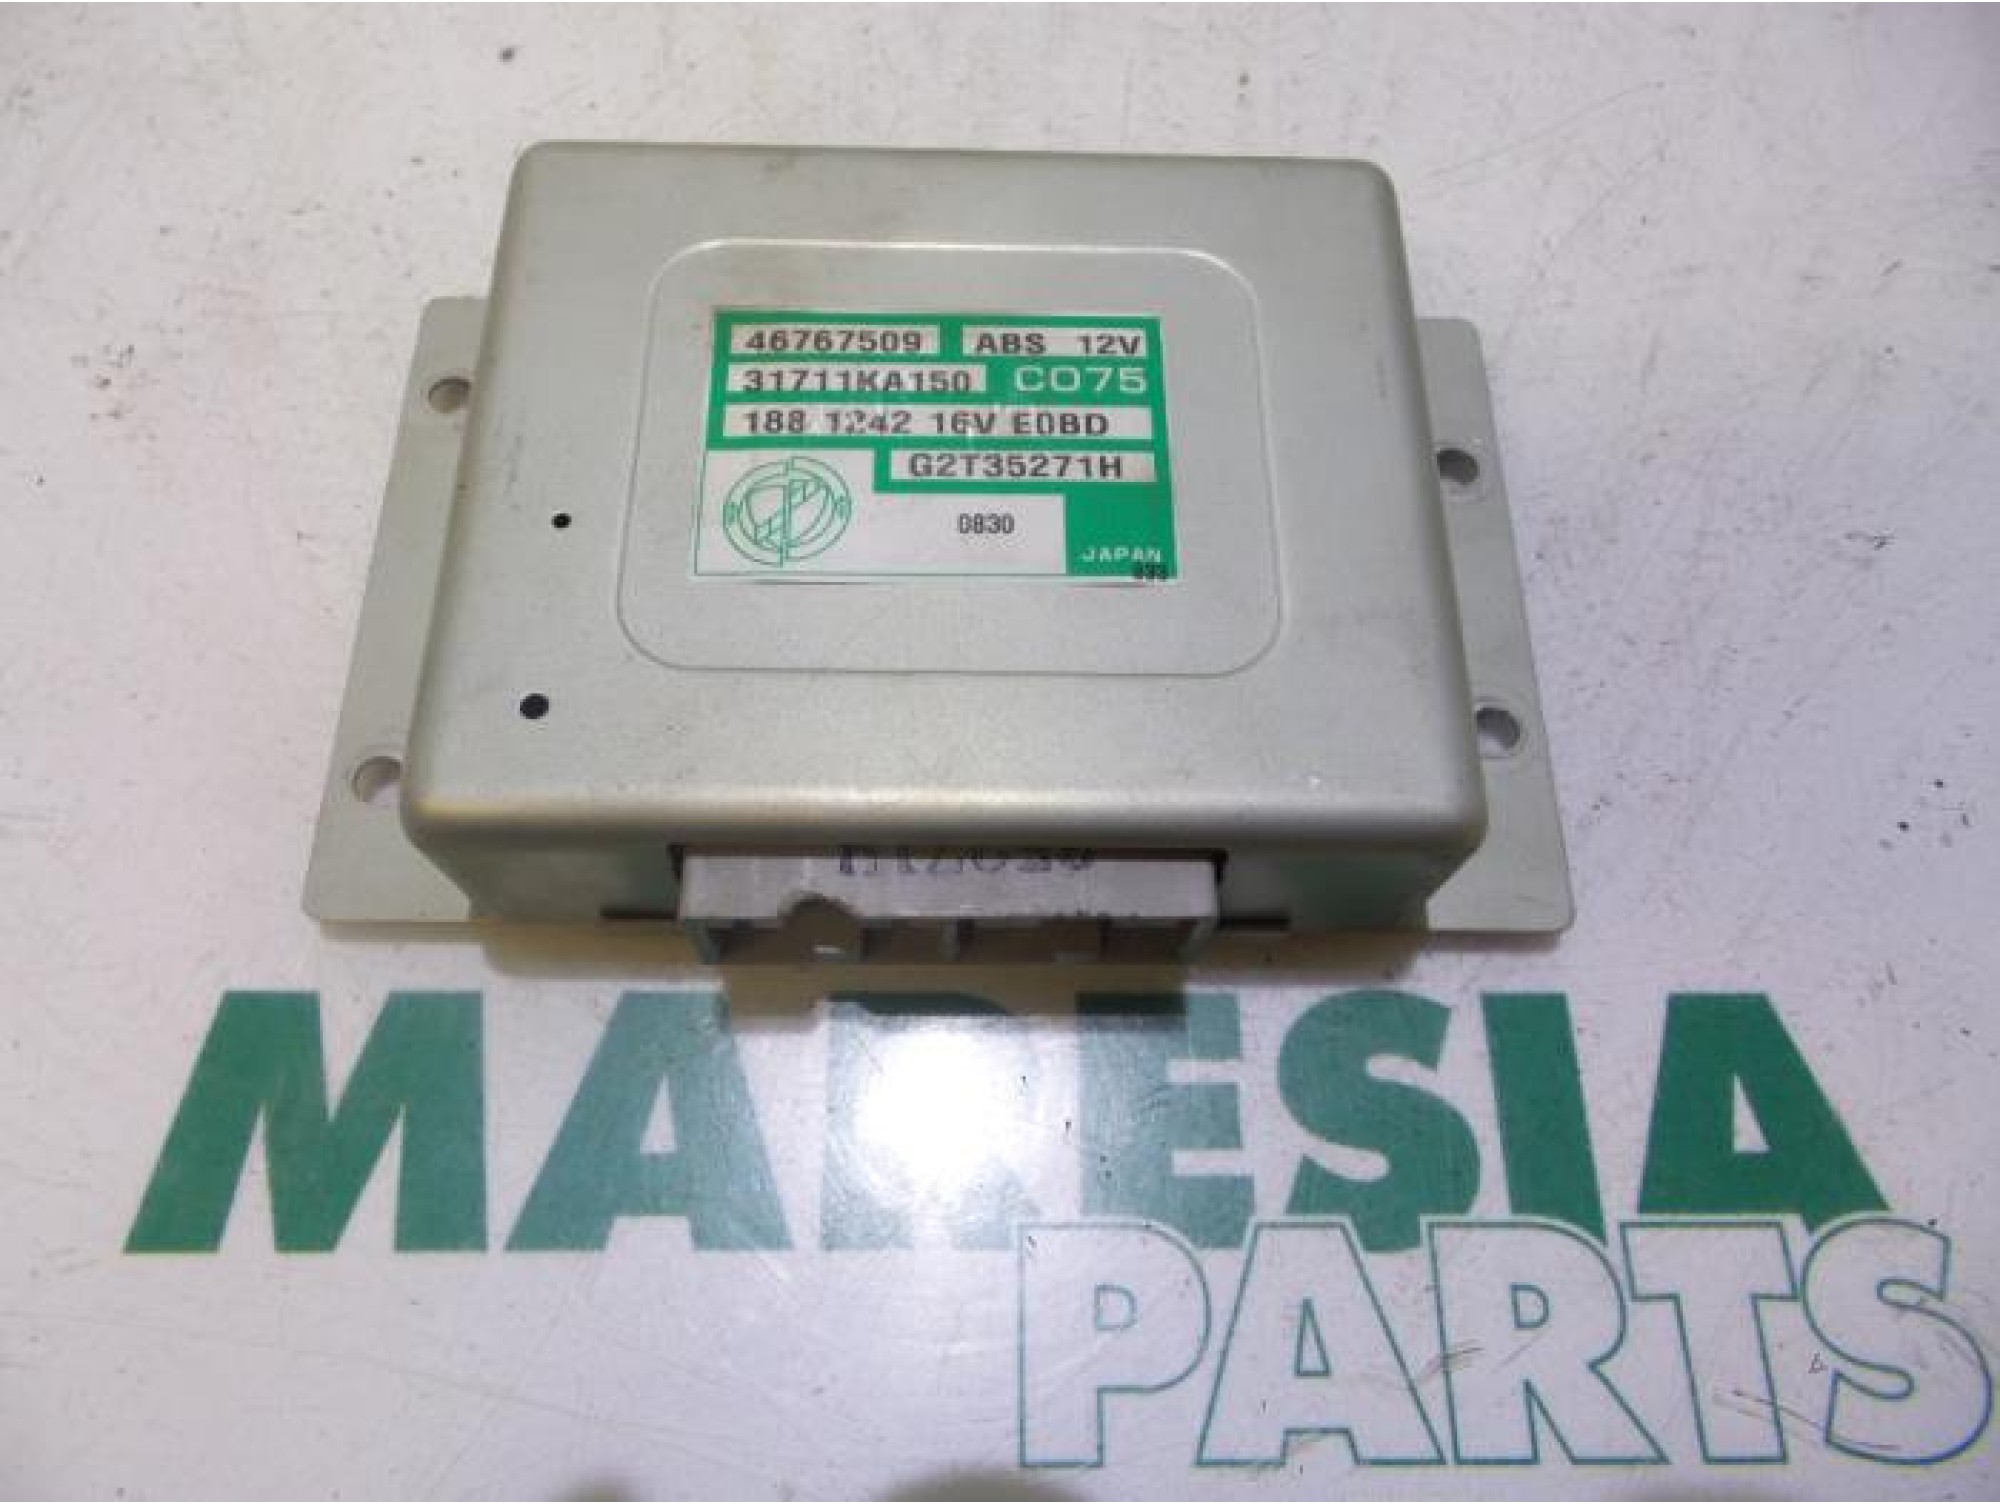 46767509 ABS 12V
31711KA150 C075
188 1242 16V E0BD
G2T35271H
0830
JAPAN
MARESIA
PARTS